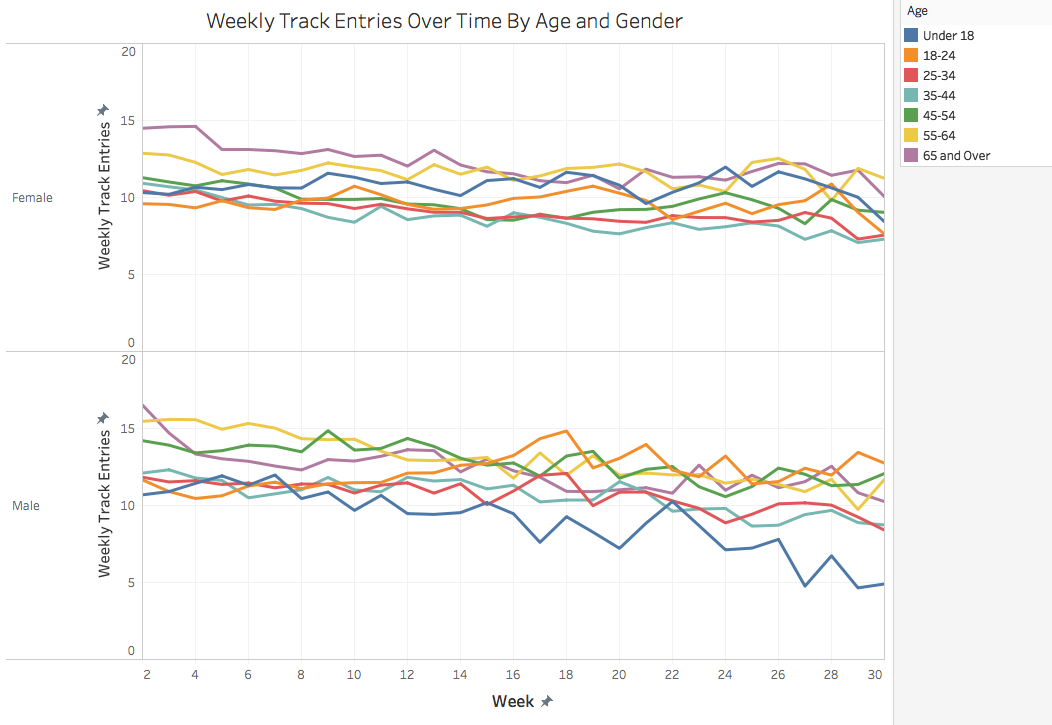 Weekly Track Entries Over Time By Age and Gender
Age
Under 18
18-24
25-34
35-44
45-54
55-64
65 and Over
Female
Weekly Track Entries
20
15
10
5
0
Male
Weekly Track Entries
20
15
10
5
0
2 4 6 8 10 12 14 16 18 20 22 24 26 28 30
Week